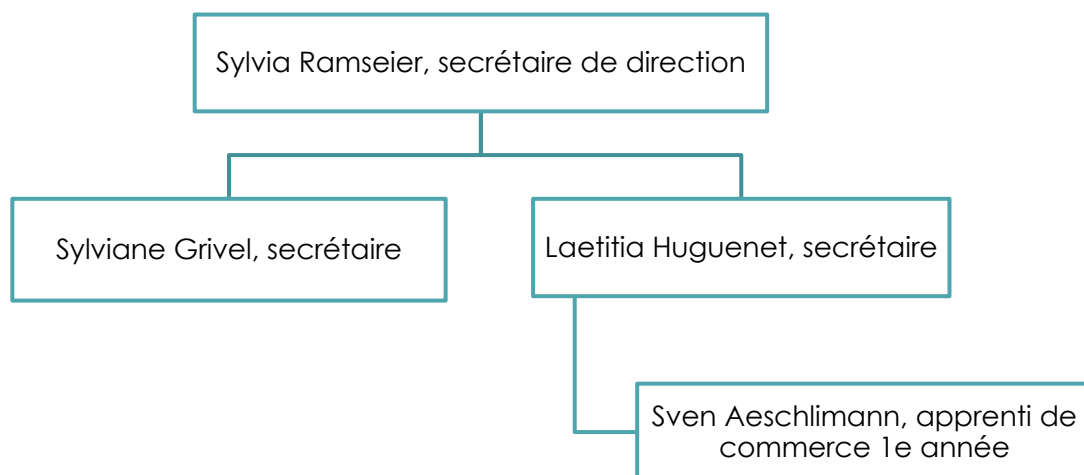 Sylvia Ramseier, secrétaire de direction
Sylviane Grivel, secrétaire
Laetitia Huguenet, secrétaire
Sven Aeschlimann, apprenti de
commerce 1e année